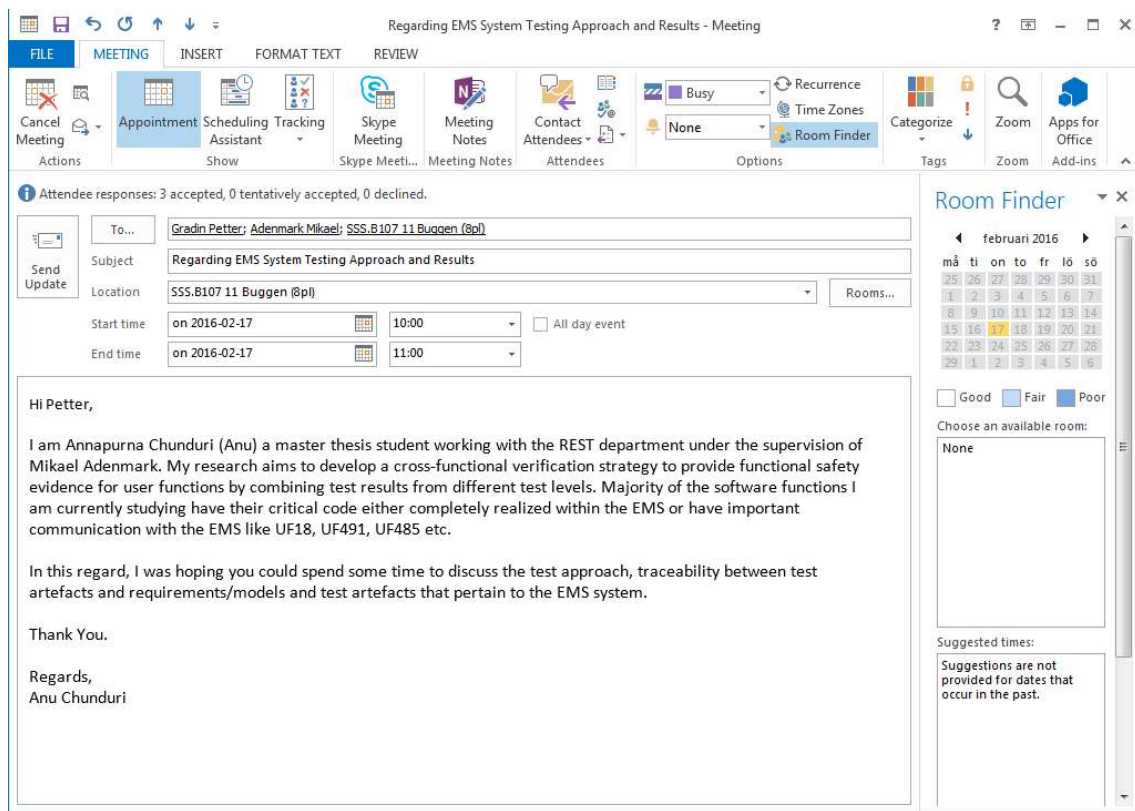 Regarding EMS System Testing Approach and Results - Meeting
FILE MEETING INSERT FORMAT TEXT REVIEW
Cancel Meeting
Actions
Appointment
Scheduling Assistant
Tracking
Show
Skype Meeting
Skype Meeti...
Meeting Notes
Meeting Notes
Contact Attendees
Attendees
Busy
None
Recurrence
Time Zones
Room Finder
Options
Categorize
Tags
Zoom
Zoom
Apps for Office
Add-ins
Attendee responses: 3 accepted, 0 tentatively accepted, 0 declined.
Send Update
To... Gradin Petter; Adenmark Mikael; SSS.B107 11 Buggen (8pl)
Subject Regarding EMS System Testing Approach and Results
Location SSS.B107 11 Buggen (8pl) Rooms...
Start time on 2016-02-17 10:00 All day event
End time on 2016-02-17 11:00
Hi Petter,
I am Annapurna Chunduri (Anu) a master thesis student working with the REST department under the supervision of
Mikael Adenmark. My research aims to develop a cross-functional verification strategy to provide functional safety
evidence for user functions by combining test results from different test levels. Majority of the software functions I
am currently studying have their critical code either completely realized within the EMS or have important
communication with the EMS like UF18, UF491, UF485 etc.
In this regard, I was hoping you could spend some time to discuss the test approach, traceability between test
artefacts and requirements/models and test artefacts that pertain to the EMS system.
Thank You.
Regards,
Anu Chunduri
Room Finder
februari 2016
må ti on to fr lö sö
25 26 27 28 29 30 31
1 2 3 4 5 6 7
8 9 10 11 12 13 14
15 16 17 18 19 20 21
22 23 24 25 26 27 28
29 1 2 3 4 5 6
Good Fair Poor
Choose an available room:
None
Suggested times:
Suggestions are not
provided for dates that
occur in the past.